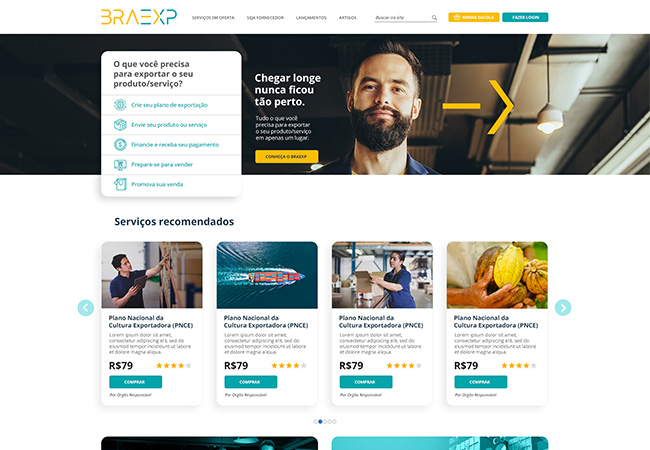 BRAEXP
SERVIÇOS EM OFERTA
SEJA FORNECEDOR
LANÇAMENTOS
ARTIGOS
Buscar no site
MINHA SACOLA
FAZER LOGIN
O que você precisa
para exportar o seu
produto/serviço?
Crie seu plano de exportação
Envie seu produto ou serviço
Financie e receba seu pagamento
Prepare-se para vender
Promova sua venda
Chegar longe
nunca ficou
tão perto.
Tudo o que você
precisa para exportar
o seu produto/serviço
em apenas um lugar.
CONHEÇA O BRAEXP
Serviços recomendados
Plano Nacional da
Cultura Exportadora (PNCE)
Lorem ipsum dolor sit amet,
consectetur adipiscing elit, sed do
eiusmod tempor incididunt ut labore
et dolore magna aliqua.
R$79
COMPRAR
Por Orgão Responsável
Plano Nacional da
Cultura Exportadora (PNCE)
Lorem ipsum dolor sit amet,
consectetur adipiscing elit, sed do
eiusmod tempor incididunt ut labore
et dolore magna aliqua.
R$79
COMPRAR
Por Orgão Responsável
Plano Nacional da
Cultura Exportadora (PNCE)
Lorem ipsum dolor sit amet,
consectetur adipiscing elit, sed do
eiusmod tempor incididunt ut labore
et dolore magna aliqua.
R$79
COMPRAR
Por Orgão Responsável
Plano Nacional da
Cultura Exportadora (PNCE)
Lorem ipsum dolor sit amet,
consectetur adipiscing elit, sed do
eiusmod tempor incididunt ut labore
et dolore magna aliqua.
R$79
COMPRAR
Por Orgão Responsável